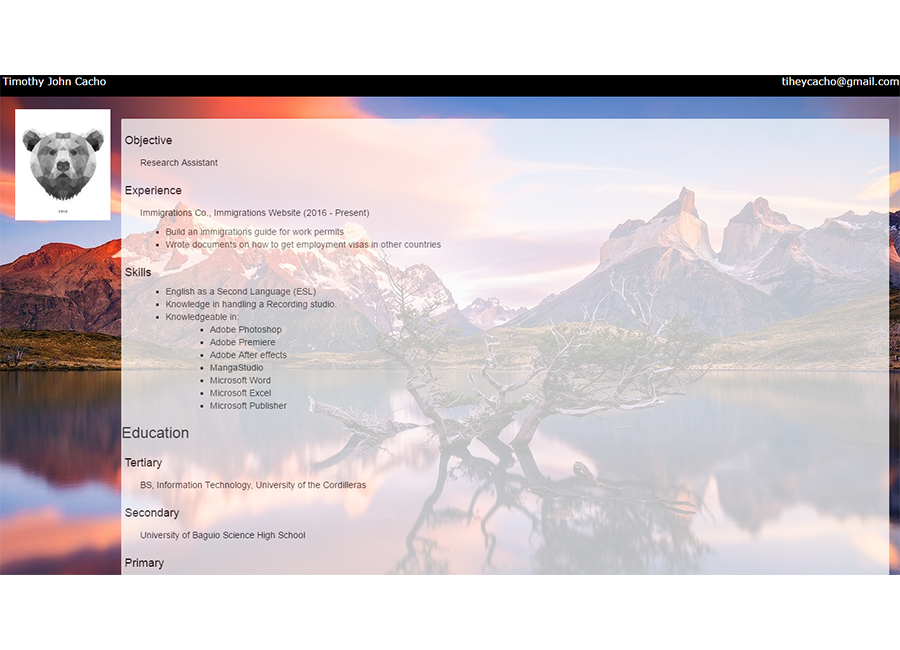 Timothy John Cacho
tiheycacho@gmail.com
Objective
Research Assistant
Experience
Immigrations Co., Immigrations Website (2016 - Present)
Build an immigrations guide for work permits
Wrote documents on how to get employment visas in other countries
Skills
English as a Second Language (ESL)
Knowledge in handling a Recording studio.
Knowledgeable in:
Adobe Photoshop
Adobe Premiere
Adobe After effects
MangaStudio
Microsoft Word
Microsoft Excel
Microsoft Publisher
Education
Tertiary
BS, Information Technology, University of the Cordilleras
Secondary
University of Baguio Science High School
Primary